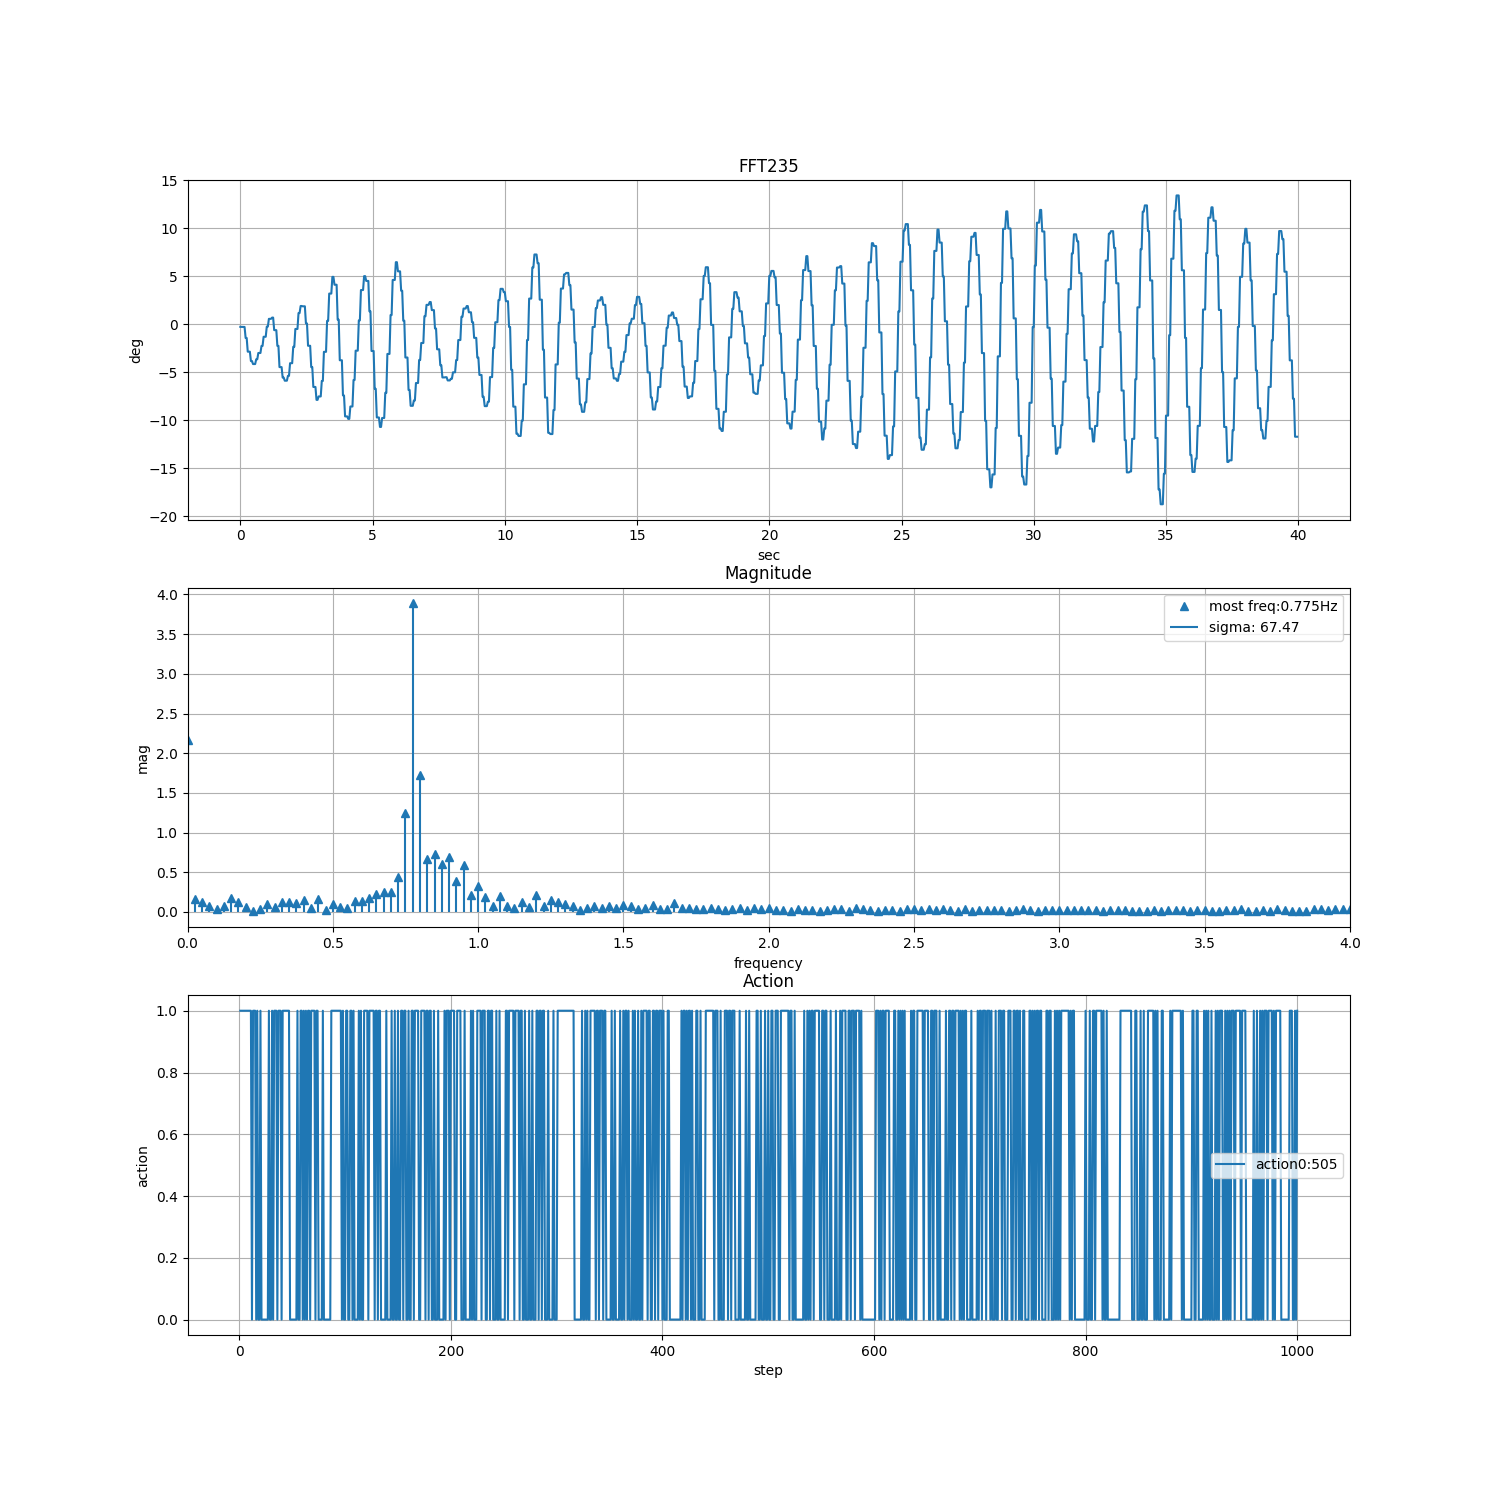 FFT235
15
10
5
0
−5
−10
−15
−20
deg
0 5 10 15 20 25 30 35 40
sec
Magnitude
4.0
3.5
3.0
2.5
2.0
1.5
1.0
0.5
0.0
mag
most freq:0.775Hz
sigma: 67.47
0.0 0.5 1.0 1.5 2.0 2.5 3.0 3.5 4.0
frequency
Action
1.0
0.8
0.6
0.4
0.2
0.0
action
action0:505
0 200 400 600 800 1000
step